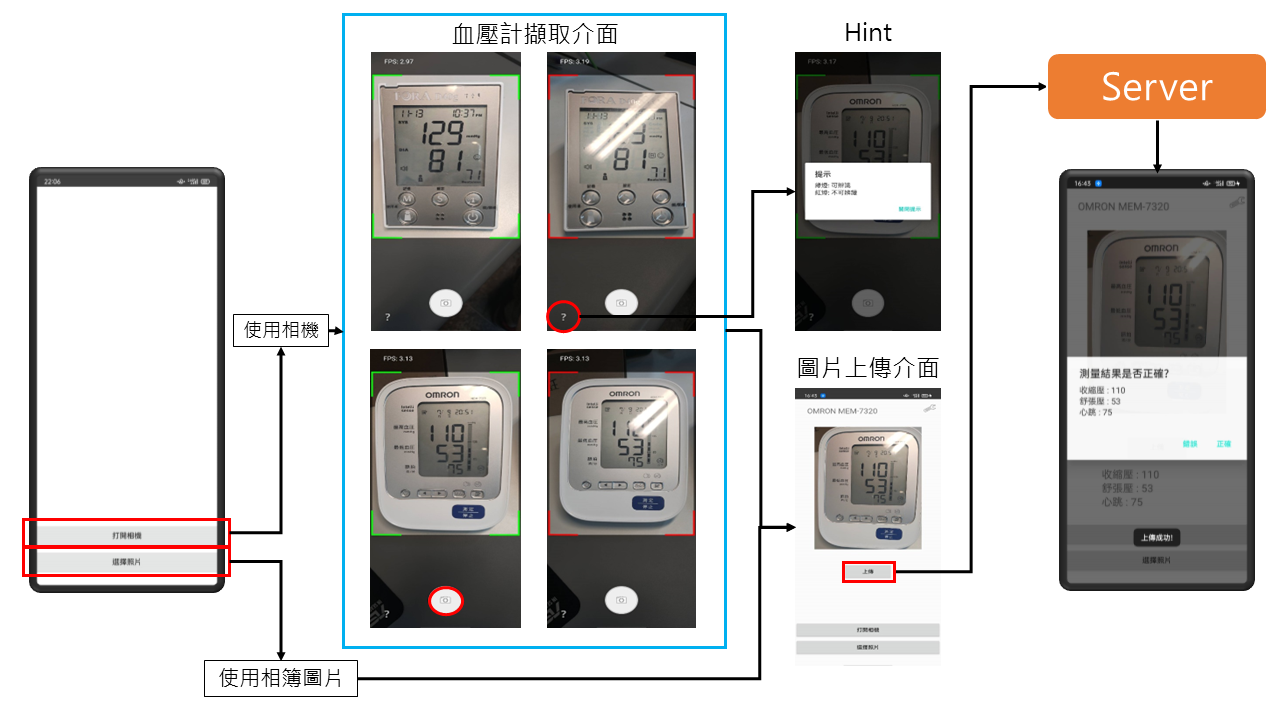 血壓計擷取介面
Hint
Server
使用相機
使用相簿圖片
圖片上傳介面
22:06
打開相機
選擇照片
FPS: 2.97
11-13 10:37 PM
129
81
71
?
FPS: 3.19
11-13
81
71
?
FPS: 3.13
OMRON
110
53
75
?
FPS: 3.13
OMRON
110
53
75
?
FPS: 3.17
OMRON
110
53
提示
綠燈: 可辨識
紅燈: 不可辨識
關閉提示
16:43
OMRON MEM-7320
OMRON
110
53
75
上傳
打開相機
選擇照片
16:43
OMRON MEM-7320
OMRON
110
53
測量結果是否正確?
收縮壓 : 110
舒張壓 : 53
心跳 : 75
錯誤 正確
收縮壓 : 110
舒張壓 : 53
心跳 : 75
上傳成功!
選擇照片